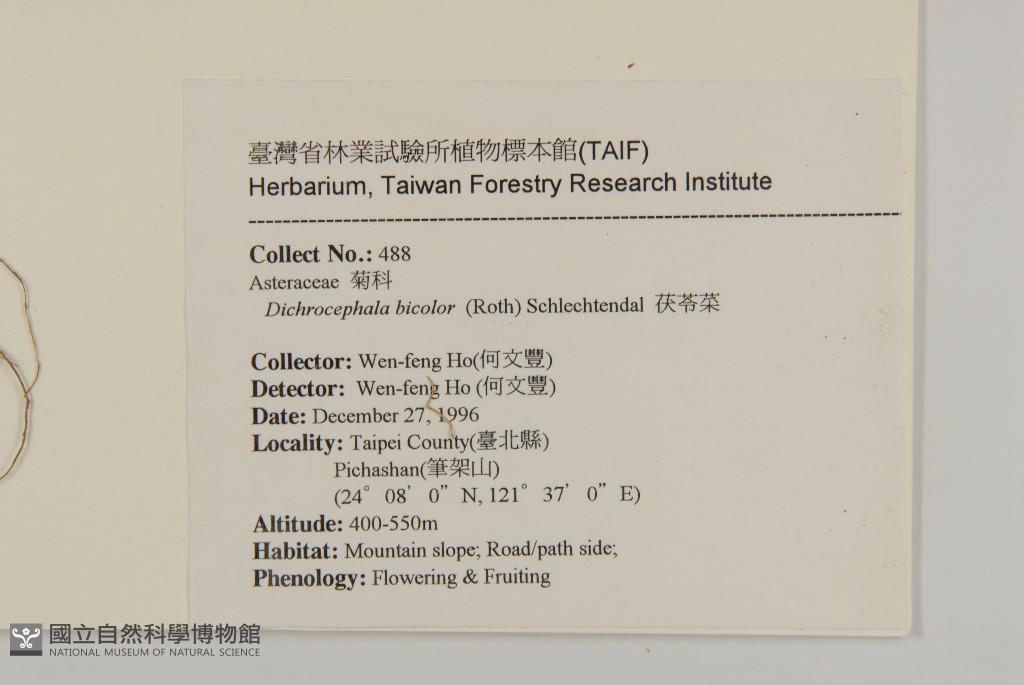 臺灣省林業試驗所植物標本館(TAIF)
Herbarium, Taiwan Forestry Research Institute
Collect No.: 488
Asteraceae 菊科
Dichrocephala bicolor (Roth) Schlechtendal 茯苓菜
Collector: Wen-feng Ho(何文豐)
Detector: Wen-feng Ho (何文豐)
Date: December 27, 1996
Locality: Taipei County(臺北縣)
Pichashan(筆架山)
(24° 08' 0" N, 121° 37' 0" E)
Altitude: 400-550m
Habitat: Mountain slope; Road/path side;
Phenology: Flowering & Fruiting
國立自然科學博物館
NATIONAL MUSEUM OF NATURAL SCIENCE